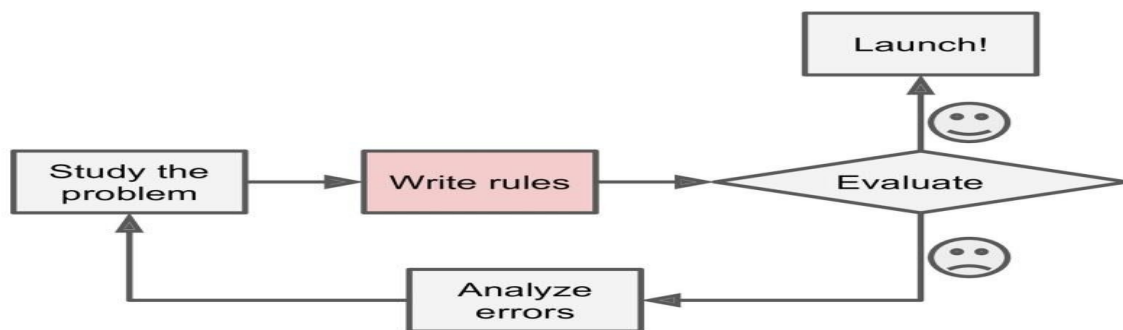 Launch!
Study the
problem
Write rules
Evaluate
Analyze
errors